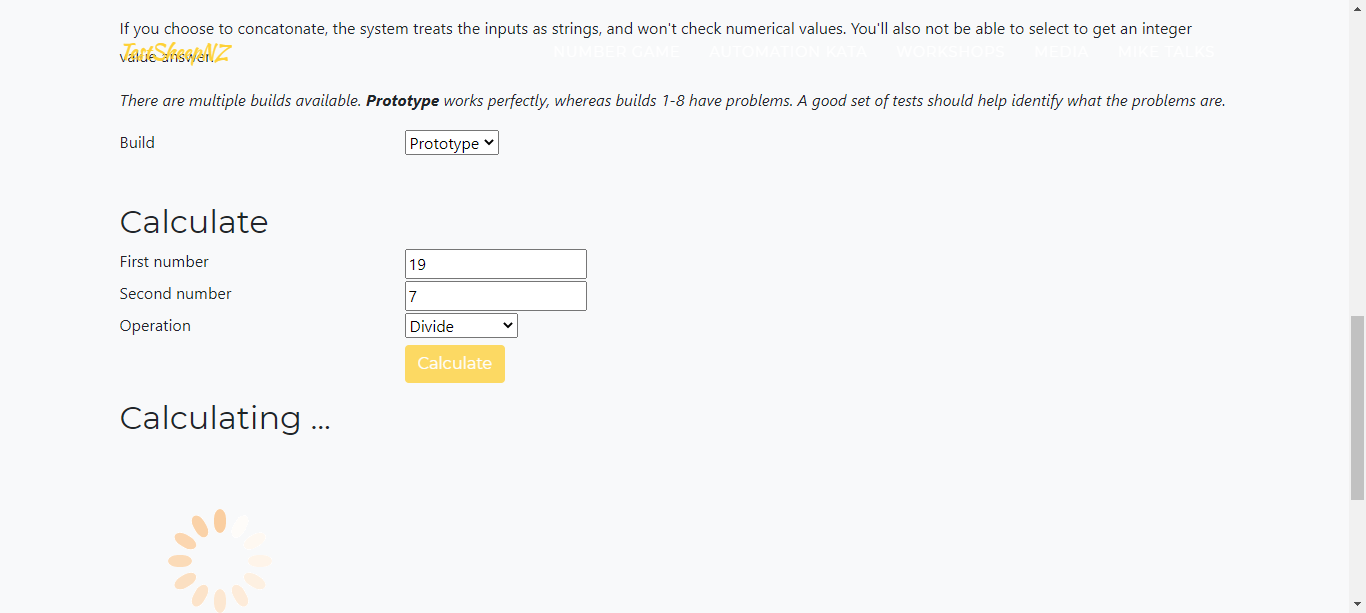 If you choose to concatonate, the system treats the inputs as strings, and won't check numerical values. You'll also not be able to select to get an integer
TestSheepNZ NUMBER GAME AUTOMATION ART WORKSHOPS MEDIA MIKE TALKS
value answer.
There are multiple builds available. Prototype works perfectly, whereas builds 1-8 have problems. A good set of tests should help identify what the problems are.
Build Prototype
Calculate
First number 19
Second number 7
Operation Divide
Calculate
Calculating ...